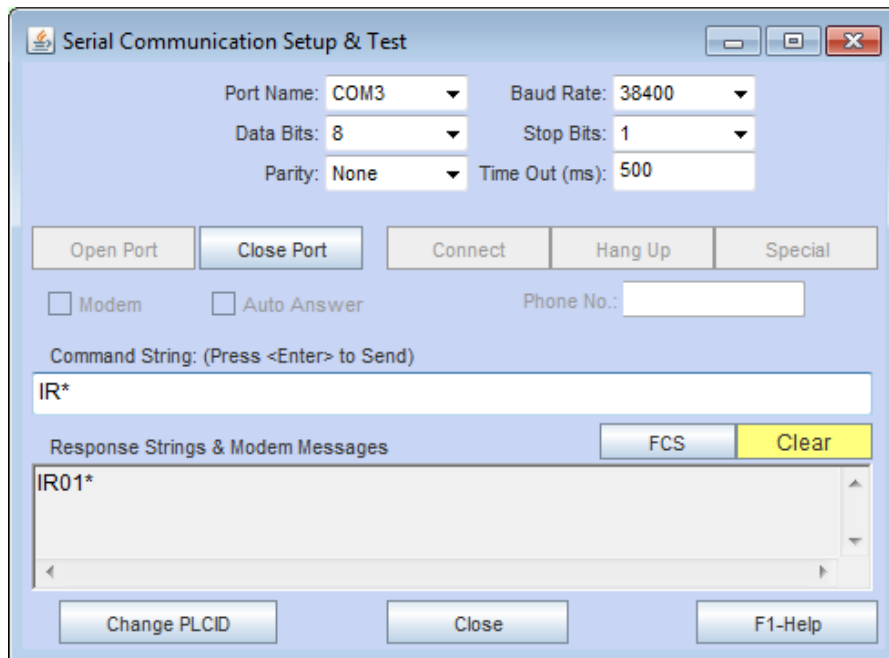 Serial Communication Setup & Test
Port Name: COM3 Baud Rate: 38400
Data Bits: 8 Stop Bits: 1
Parity: None Time Out (ms): 500
Open Port Close Port Connect Hang Up Special
Modem Auto Answer Phone No.:
Command String: (Press <Enter> to Send)
IR*
Response Strings & Modem Messages FCS Clear
IR01*
Change PLCID Close F1-Help